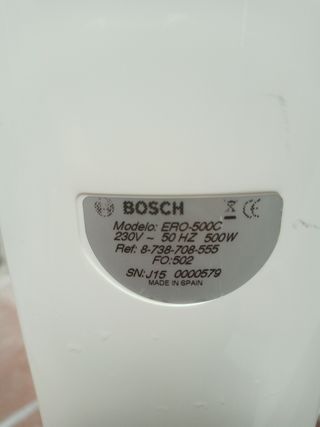 BOSCH
Modelo: ERO-500C
230V ~ 50 HZ 500W
Ref: 8-738-708-555
FO:502
SN:J15 0000579
MADE IN SPAIN